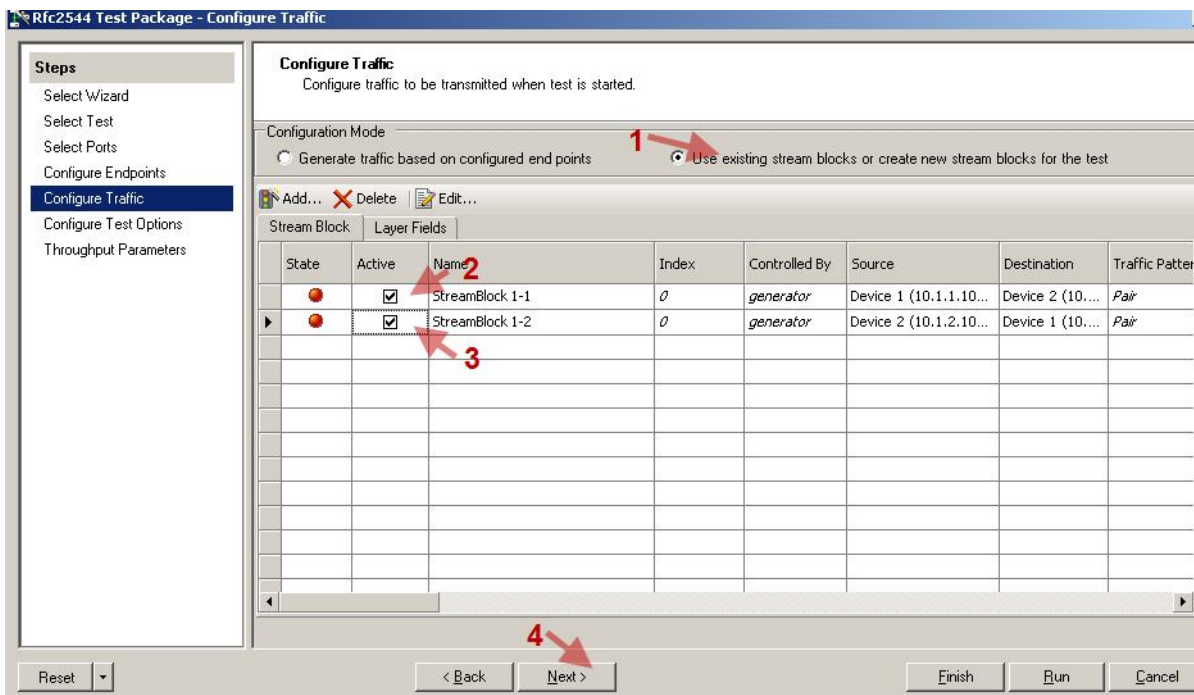 Rfc2544 Test Package - Configure Traffic
Steps
Select Wizard
Select Test
Select Ports
Configure Endpoints
Configure Traffic
Configure Test Options
Throughput Parameters
Configure Traffic
Configure traffic to be transmitted when test is started.
Configuration Mode
1
Generate traffic based on configured end points
Use existing stream blocks or create new stream blocks for the test
Add... Delete Edit...
Stream Block Layer Fields
State Active Name Index Controlled By Source Destination Traffic Patter
2
StreamBlock 1-1 0 generator Device 1 (10.1.1.10... Device 2 (10.... Pair
StreamBlock 1-2 0 generator Device 2 (10.1.2.10... Device 1 (10.... Pair
3
4
Reset < Back Next > Finish Run Cancel